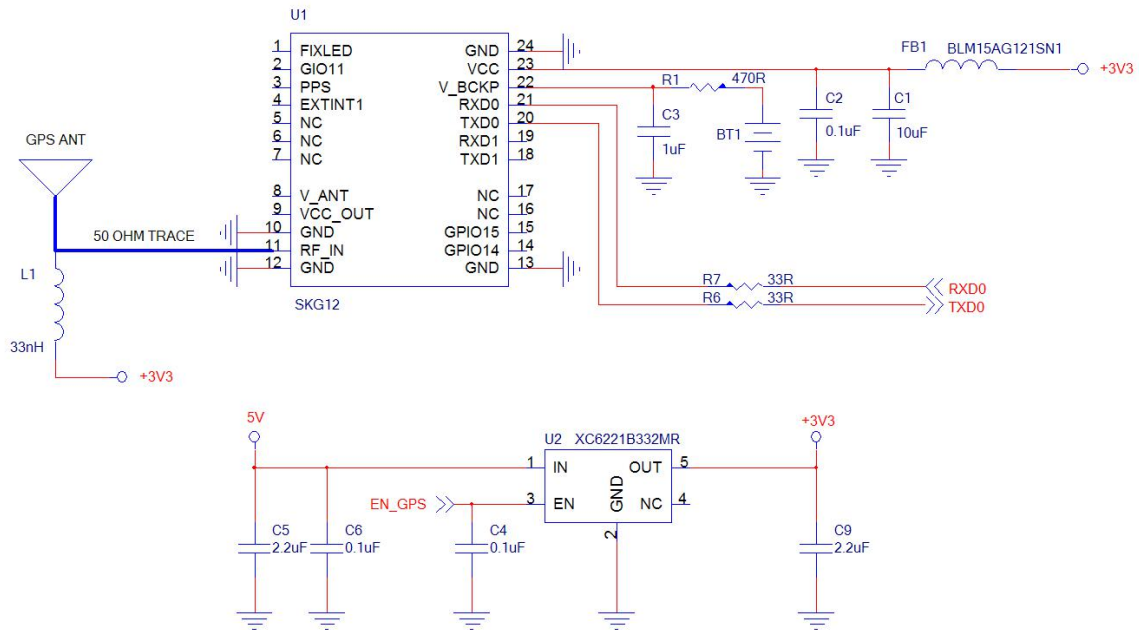 U1
1 FIXLED
2 GIO11
3 PPS
4 EXTINT1
5 NC
6 NC
7 NC
8 V_ANT
9 VCC_OUT
10 GND
11 RF_IN
12 GND
GND 24
VCC 23
V_BCKP 22
RXD0 21
TXD0 20
RXD1 19
TXD1 18
NC 17
NC 16
GPIO15 15
GPIO14 14
GND 13
SKG12
GPS ANT
50 OHM TRACE
L1
33nH
+3V3
FB1 BLM15AG121SN1
+3V3
R1 470R
C3
1uF
BT1
C2
0.1uF
C1
10uF
R7 33R
RXD0
R6 33R
TXD0
5V
+3V3
U2 XC6221B332MR
1 IN
OUT 5
EN_GPS
3 EN
GND
NC 4
2
C5
2.2uF
C6
0.1uF
C4
0.1uF
C9
2.2uF